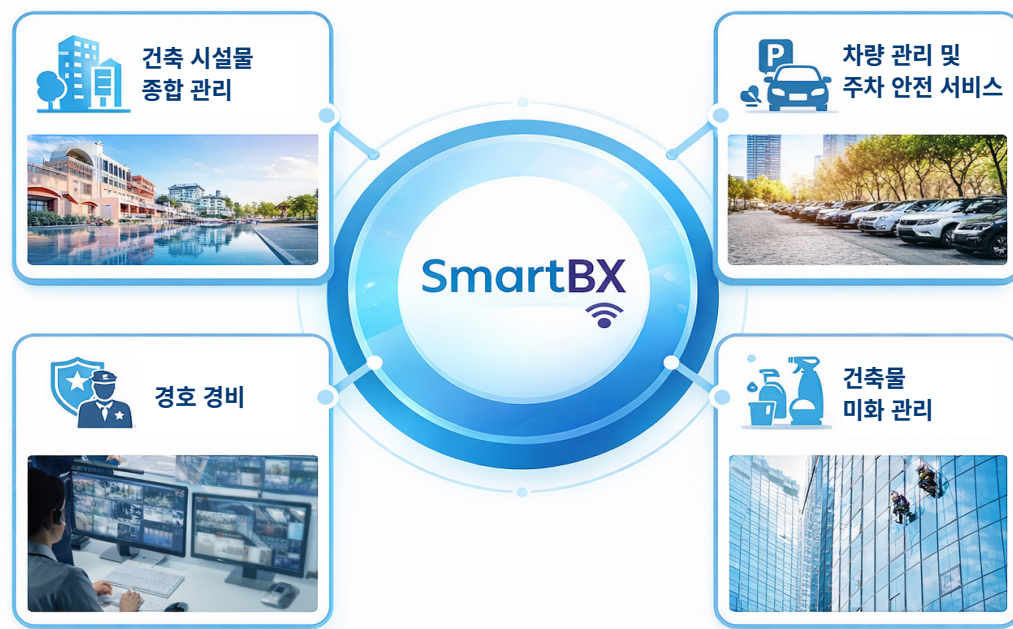 건축 시설물
종합 관리
P
차량 관리 및
주차 안전 서비스
SmartBX
경호 경비
건축물
미화 관리